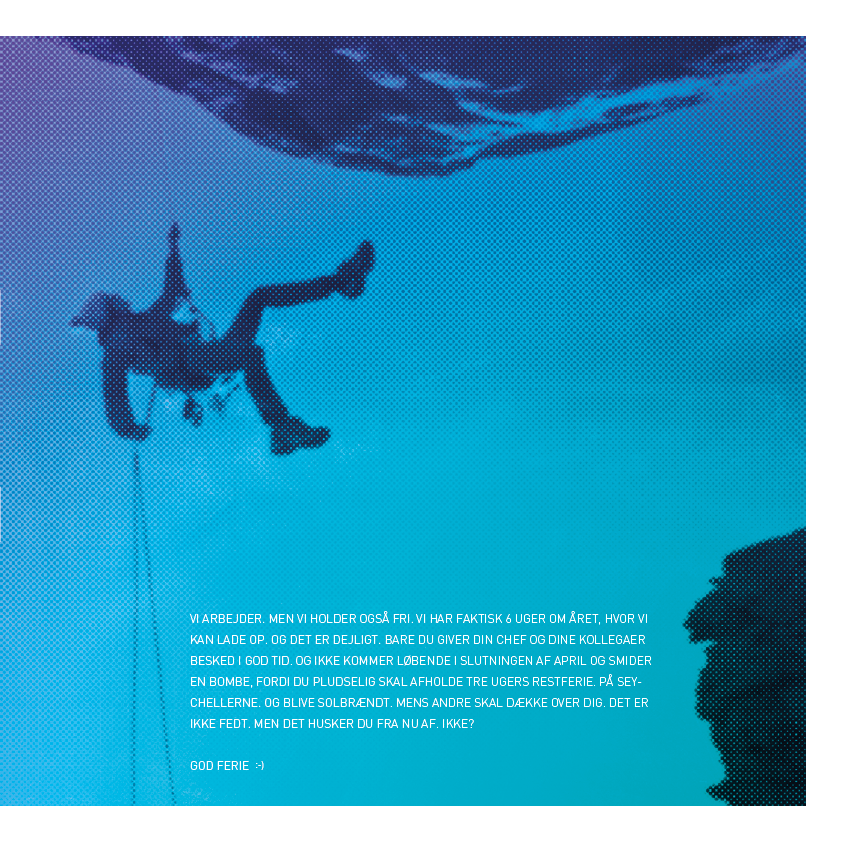 VI ARBEJDER. MEN VI HOLDER OGSÅ FRI. VI HAR FAKTISK 6 UGER OM ÅRET, HVOR VI
KAN LADE OP. OG DET ER DEJLIGT. BARE DU GIVER DIN CHEF OG DINE KOLLEGAER
BESKED I GOD TID. OG IKKE KOMMER LØBENDE I SLUTNINGEN AF APRIL OG SMIDER
EN BOMBE, FORDI DU PLUDSELIG SKAL AFHOLDE TRE UGERS RESTFERIE. PÅ SEY-
CHELLERNE. OG BLIVE SOLBRÆNDT. MENS ANDRE SKAL DÆKKE OVER DIG. DET ER
IKKE FEDT. MEN DET HUSKER DU FRA NU AF. IKKE?
GOD FERIE :-)